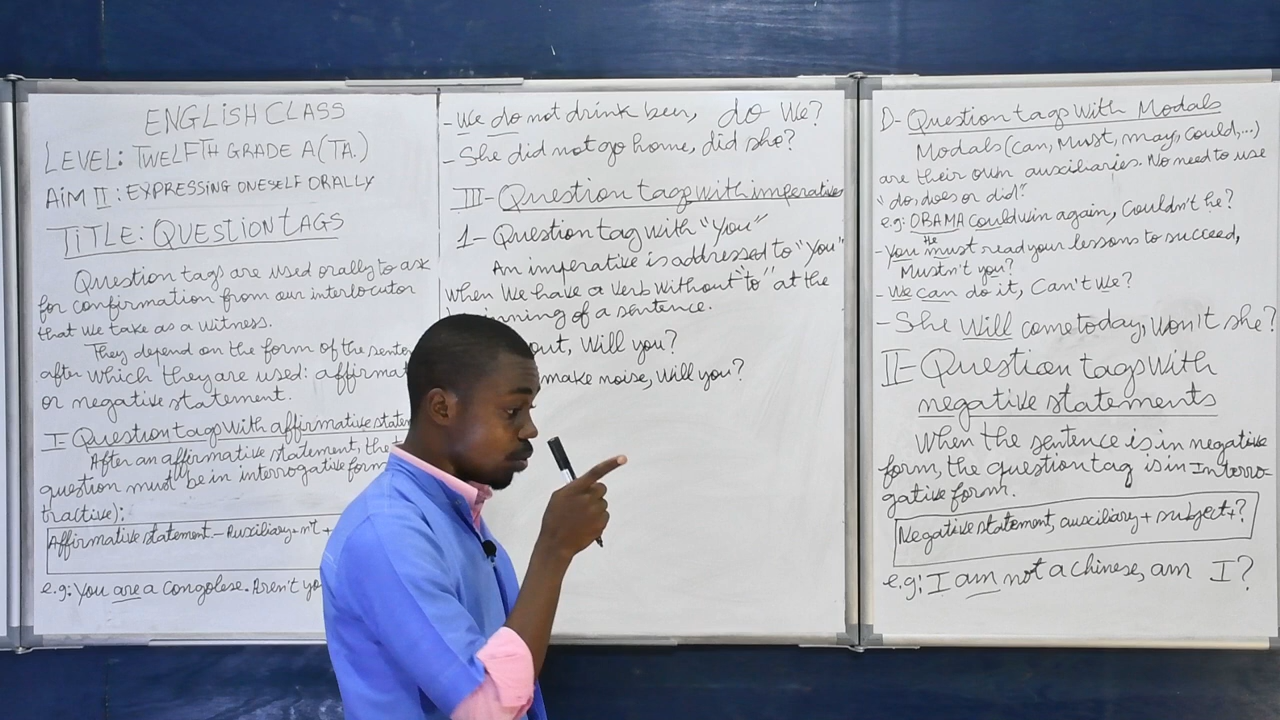 ENGLISH CLASS
LEVEL: TWELFTH GRADE A(TA.)
AIM II : EXPRESSING ONESELF ORALLY
TITLE: QUESTION TAGS
Question tags are used orally to ask
for confirmation from our interlocutor
that we take as a witness.
They depend on the form of the sente
after which they are used: affirmat
or negative statement.
I- Question tags with affirmative state
After an affirmative statement, the
question must be in interrogative form
tractive):
Affirmative statement - Auxiliary + n't +
e.g: You are a Congolese. Aren't yo
- We do not drink beer, do we?
- She did not go home, did she?
III- Question tags with imperatives
1- Question tag with "You"
An imperative is addressed to "you"
when we have a verb without "to" at the
inning of a sentence.
out, Will you?
make noise, Will you?
D- Question tags with Modals
Modals (can, Must, may, could,...)
are their own auxiliaries. No need to use
"do, does or did?
e.g: OBAMA could win again, Couldn't he?
he
- You must read your lessons to succeed,
Mustn't you?
- We can do it, Can't we?
- She Will come today, Won't she?
II- Question tags with
negative statements
When the sentence is in negative
form, the question tag is in Interro-
gative form.
Negative statement, auxiliary + subject+?
e.g: I am not a chinese, am I?